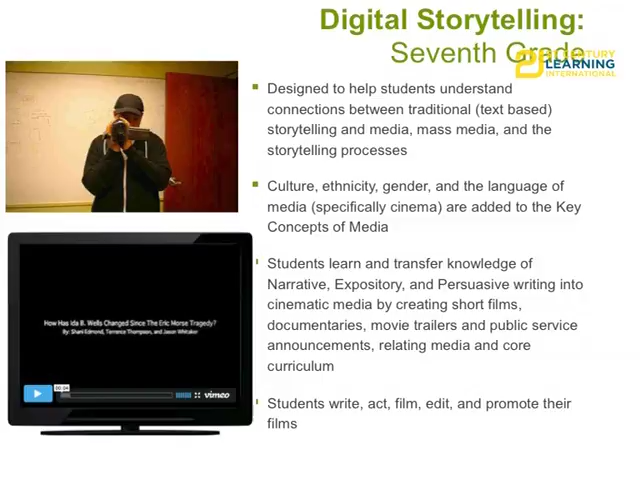 Digital Storytelling:
Seventh Grade
21ST CENTURY
LEARNING
INTERNATIONAL
Designed to help students understand
connections between traditional (text based)
storytelling and media, mass media, and the
storytelling processes
Culture, ethnicity, gender, and the language of
media (specifically cinema) are added to the Key
Concepts of Media
Students learn and transfer knowledge of
Narrative, Expository, and Persuasive writing into
cinematic media by creating short films,
documentaries, movie trailers and public service
announcements, relating media and core
curriculum
Students write, act, film, edit, and promote their
films
How Has Ida B. Wells Changed Since The Eric Morse Tragedy?
By: Shani Edmond, Terrence Thompson, and Jason Whitaker
00:04
vimeo